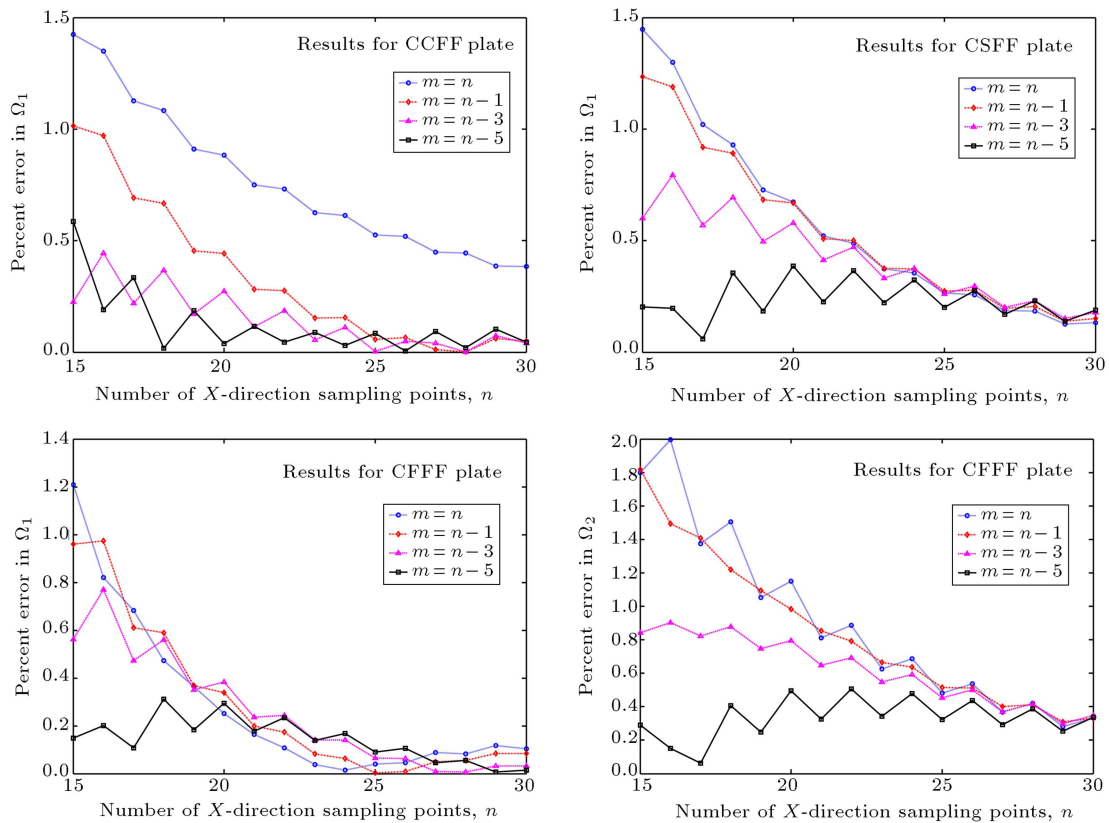 1.5
1.0
0.5
0.0
Percent error in Ω₁
Results for CCFF plate
m = n
m = n − 1
m = n − 3
m = n − 5
15
20
25
30
Number of X-direction sampling points, n
1.5
1.0
0.5
0.0
Percent error in Ω₁
Results for CSFF plate
m = n
m = n − 1
m = n − 3
m = n − 5
15
20
25
30
Number of X-direction sampling points, n
1.4
1.2
1.0
0.8
0.6
0.4
0.2
0.0
Percent error in Ω₁
Results for CFFF plate
m = n
m = n − 1
m = n − 3
m = n − 5
15
20
25
30
Number of X-direction sampling points, n
2.0
1.8
1.6
1.4
1.2
1.0
0.8
0.6
0.4
0.2
0.0
Percent error in Ω₂
Results for CFFF plate
m = n
m = n − 1
m = n − 3
m = n − 5
15
20
25
30
Number of X-direction sampling points, n